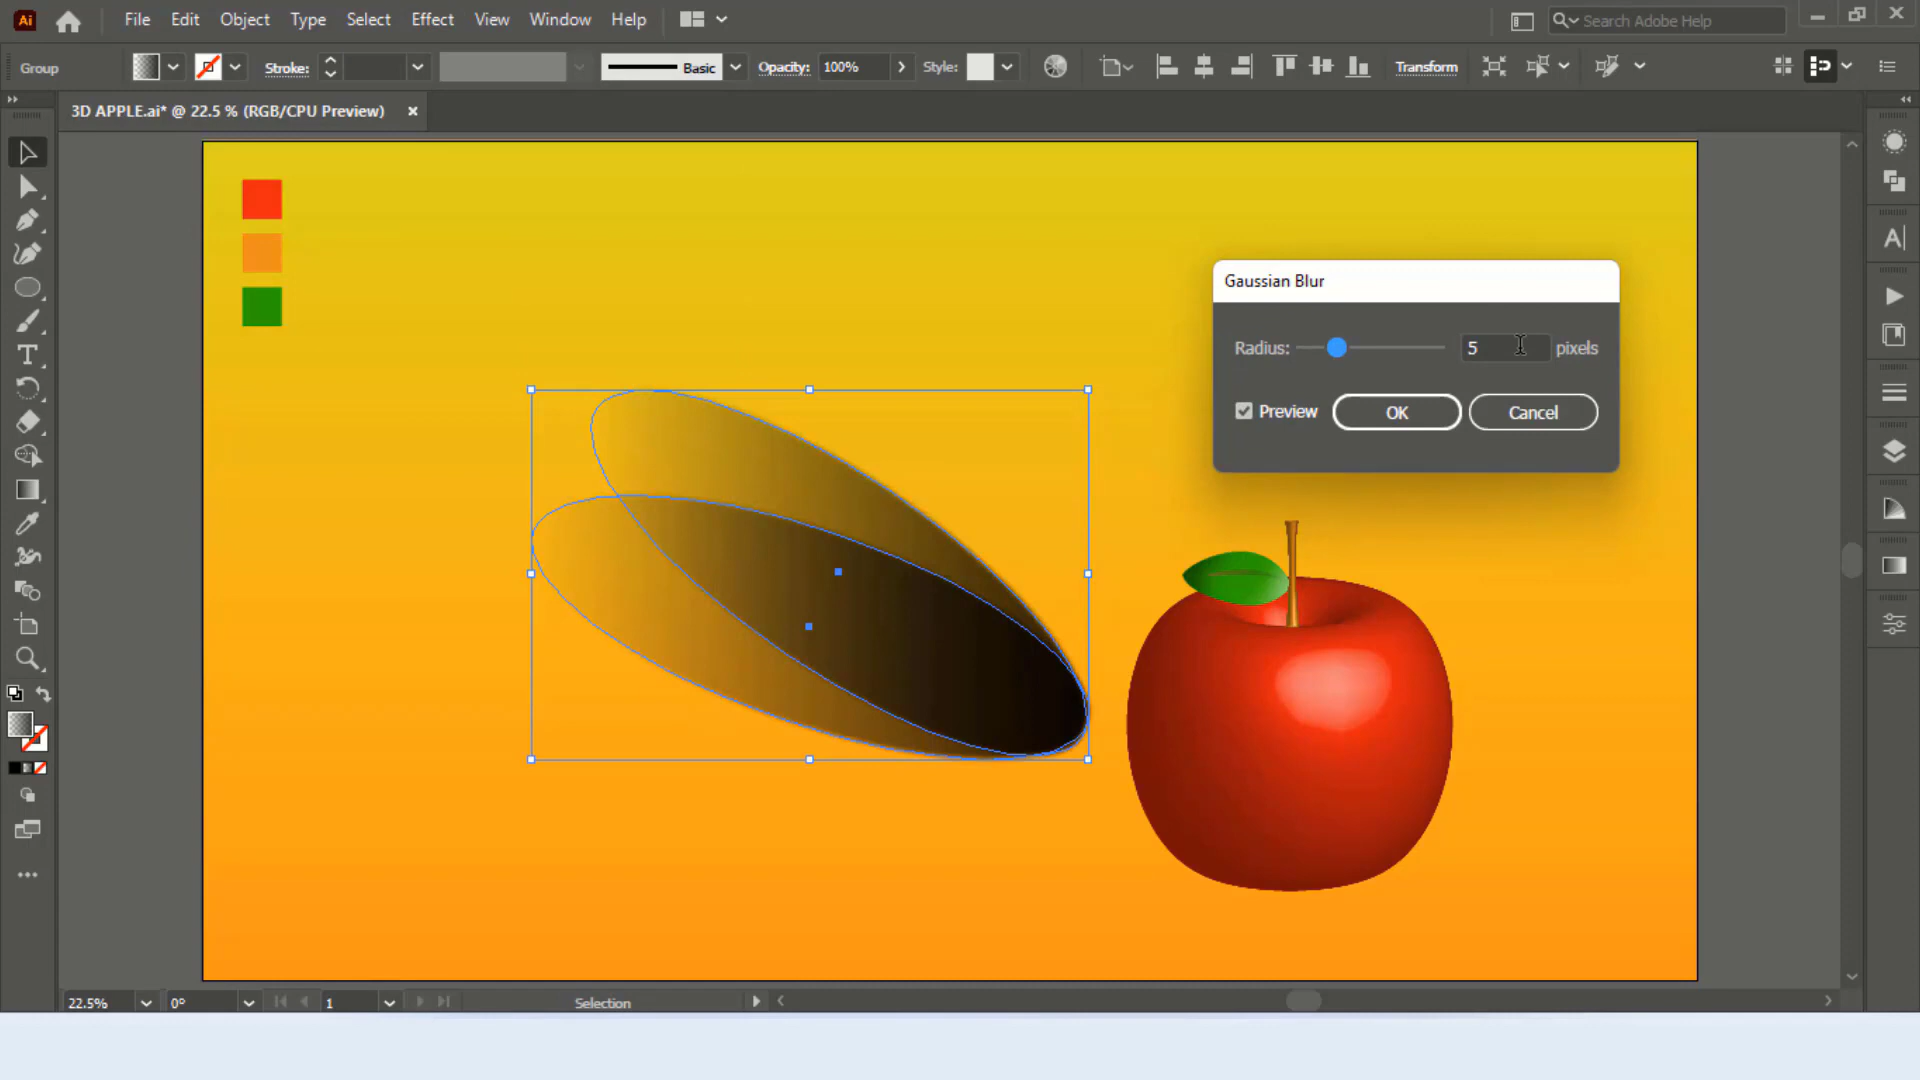 Ai File Edit Object Type Select Effect View Window Help Search Adobe Help
Group Stroke: Basic Opacity: 100% Style: Transform
3D APPLE.ai* @ 22.5 % (RGB/CPU Preview)
Gaussian Blur
Radius: 5 pixels
Preview OK Cancel
22.5% 0° 1 Selection